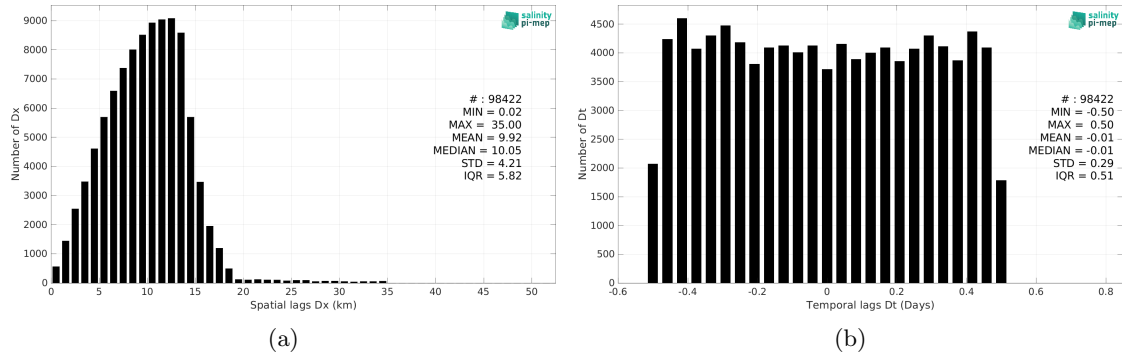 salinity
pi-mep
9000
8000
7000
6000
5000
4000
3000
2000
1000
0
Number of Dx
# : 98422
MIN = 0.02
MAX = 35.00
MEAN = 9.92
MEDIAN = 10.05
STD = 4.21
IQR = 5.82
0 5 10 15 20 25 30 35 40 45 50
Spatial lags Dx (km)
(a)
salinity
pi-mep
4500
4000
3500
3000
2500
2000
1500
1000
500
0
Number of Dt
# : 98422
MIN = -0.50
MAX = 0.50
MEAN = -0.01
MEDIAN = -0.01
STD = 0.29
IQR = 0.51
-0.6 -0.4 -0.2 0 0.2 0.4 0.6 0.8
Temporal lags Dt (Days)
(b)